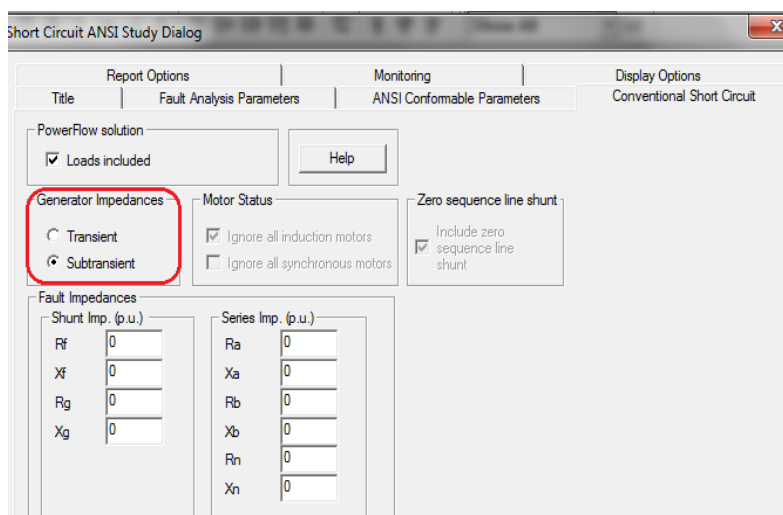 Short Circuit ANSI Study Dialog
Report Options Monitoring Display Options
Title Fault Analysis Parameters ANSI Conformable Parameters Conventional Short Circuit
PowerFlow solution
Loads included Help
Generator Impedances Motor Status Zero sequence line shunt
Transient Ignore all induction motors Include zero
sequence line
Subtransient Ignore all synchronous motors shunt
Fault Impedances
Shunt Imp. (p.u.) Series Imp. (p.u.)
Rf 0 Ra 0
Xf 0 Xa 0
Rg 0 Rb 0
Xg 0 Xb 0
Rn 0
Xn 0